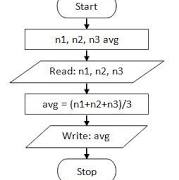 Start
n1, n2, n3 avg
Read: n1, n2, n3
avg = (n1+n2+n3)/3
Write: avg
Stop